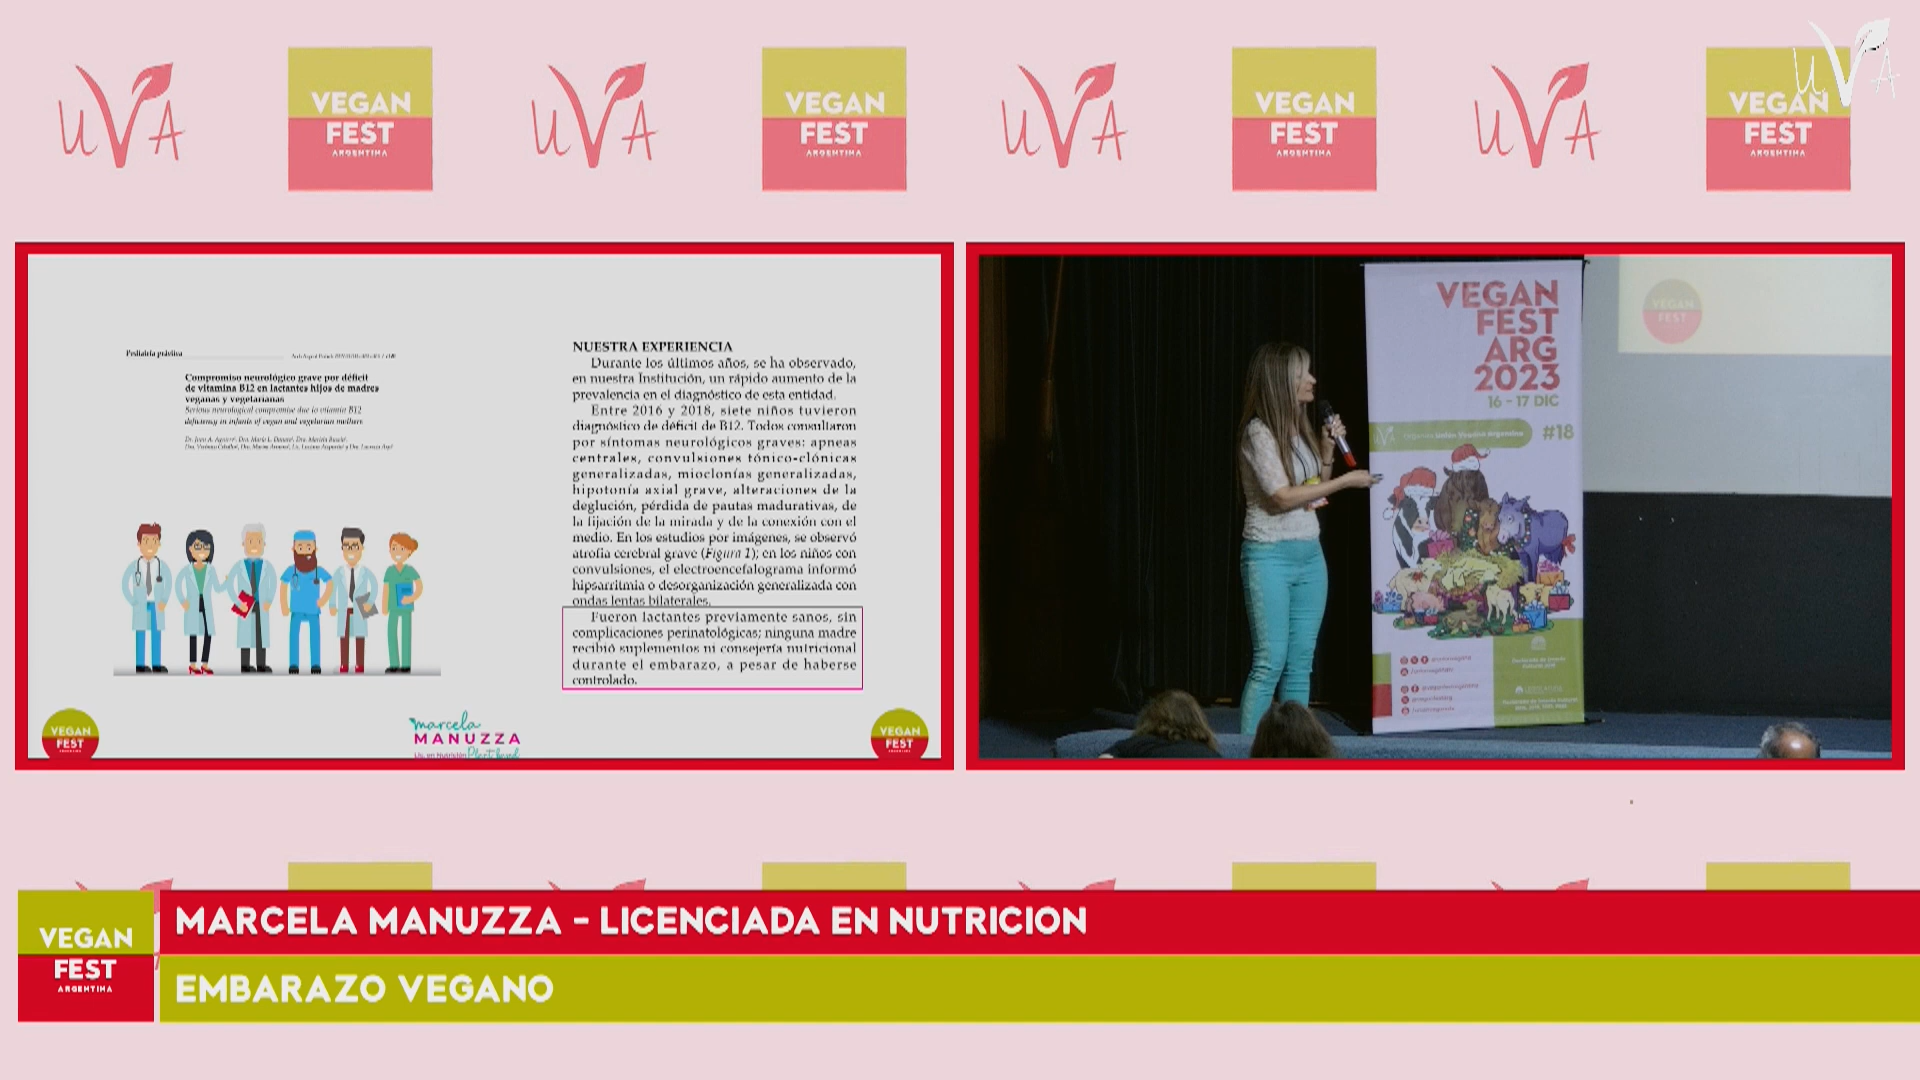 UVA
VEGAN
FEST
ARGENTINA
UVA
VEGAN
FEST
ARGENTINA
UVA
VEGAN
FEST
ARGENTINA
UVA
VEGAN
FEST
ARGENTINA
UVA
Pediatría práctica
Compromiso neurológico grave por déficit
de vitamina B12 en lactantes hijos de madres
veganas y vegetarianas
Serious neurological compromise due to vitamin B12
deficiency in infants of vegan and vegetarian mothers
NUESTRA EXPERIENCIA
Durante los últimos años, se ha observado,
en nuestra Institución, un rápido aumento de la
prevalencia en el diagnóstico de esta entidad.
Entre 2016 y 2018, siete niños tuvieron
diagnóstico de déficit de B12. Todos consultaron
por síntomas neurológicos graves: apneas
centrales, convulsiones tónico-clónicas
generalizadas, mioclonías generalizadas,
hipotonía axial grave, alteraciones de la
deglución, pérdida de pautas madurativas, de
la fijación de la mirada y de la conexión con el
medio. En los estudios por imágenes, se observó
atrofia cerebral grave (Figura 1); en los niños con
convulsiones, el electroencefalograma informó
hipsarritmia o desorganización generalizada con
ondas lentas bilaterales.
Fueron lactantes previamente sanos, sin
complicaciones perinatológicas; ninguna madre
recibió suplementos ni consejería nutricional
durante el embarazo, a pesar de haberse
controlado.
VEGAN
FEST
marcela
MANUZZA
Lic. en Nutrición Plant based
VEGAN
FEST
VEGAN
FEST
ARG
2023
16 - 17 DIC
UVA
Unión Vegana Argentina
#18
VEGAN
FEST
VEGAN
FEST
ARGENTINA
MARCELA MANUZZA - LICENCIADA EN NUTRICION
EMBARAZO VEGANO